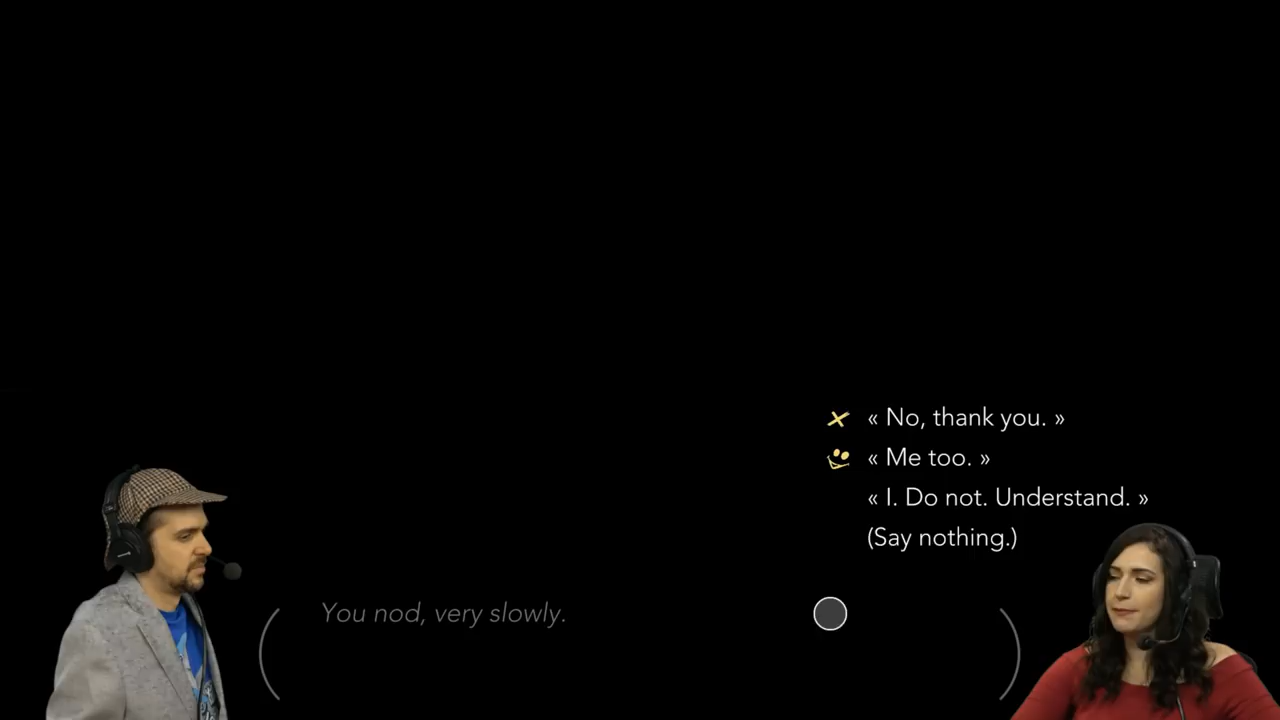 « No, thank you. »
« Me too. »
« I. Do not. Understand. »
(Say nothing.)
You nod, very slowly.